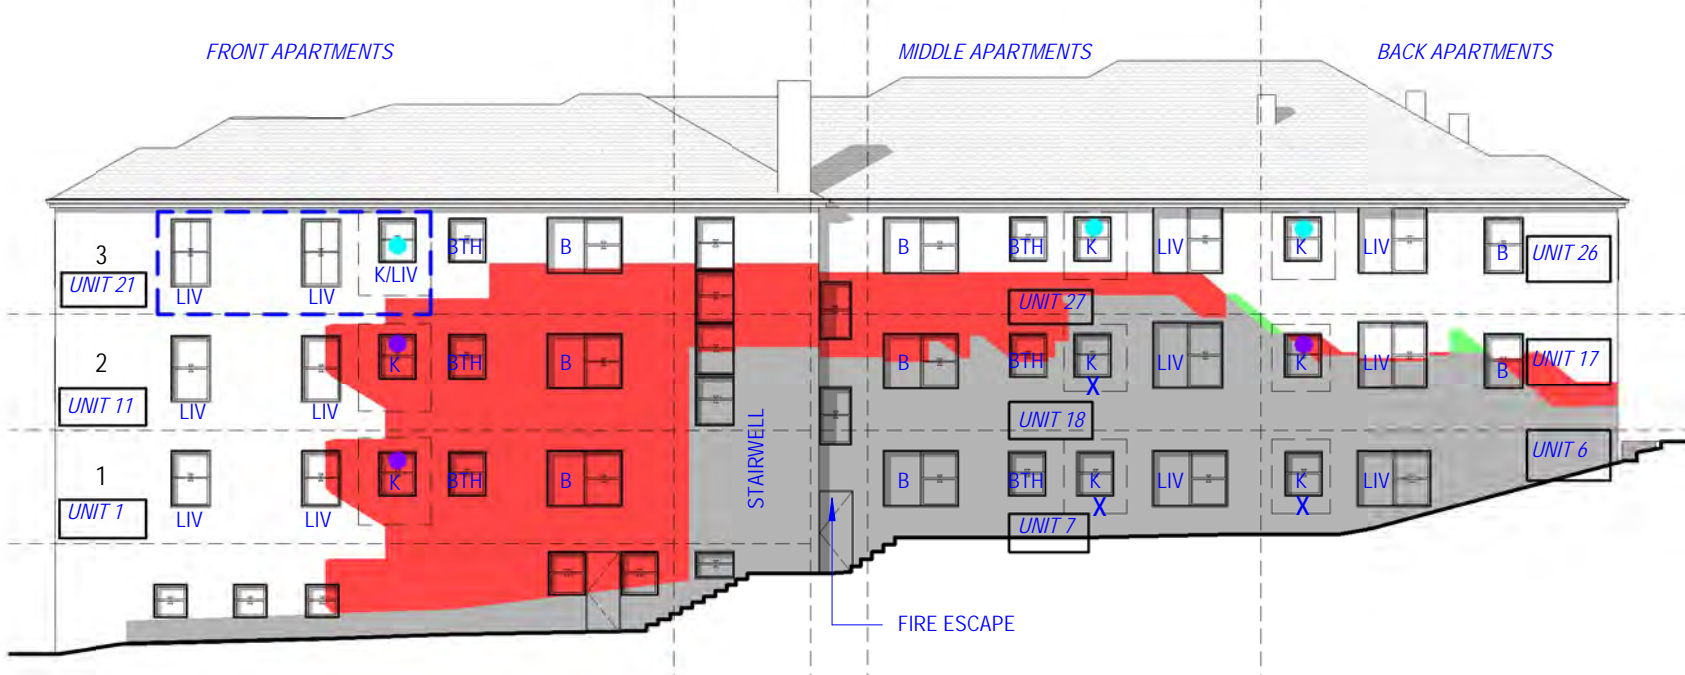 FRONT APARTMENTS MIDDLE APARTMENTS BACK APARTMENTS
3 BTH B B BTH K LIV K LIV B UNIT 26
UNIT 21 K/LIV
LIV LIV UNIT 27
2 K BTH B B BTH K LIV K LIV B UNIT 17
UNIT 11 LIV LIV X
UNIT 18
STAIRWELL
1 K BTH B B BTH K LIV K LIV UNIT 6
UNIT 1 LIV LIV X X
UNIT 7
FIRE ESCAPE